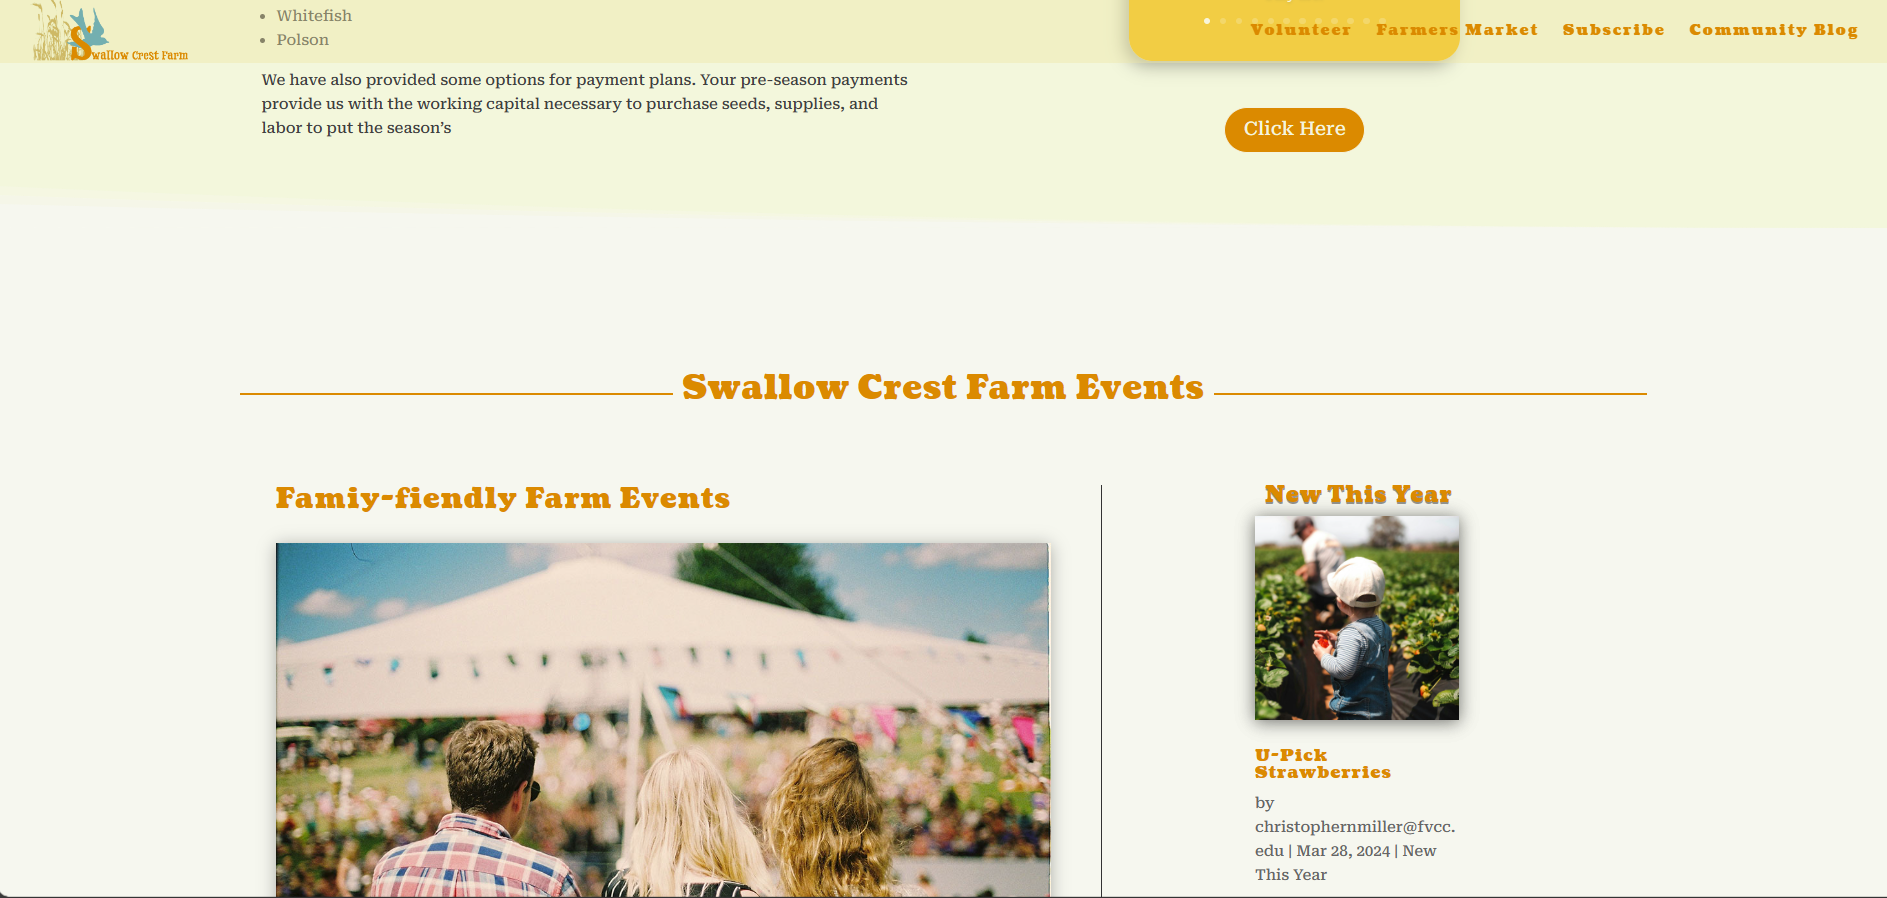 Swallow Crest Farm
Volunteer Farmers Market Subscribe Community Blog
Whitefish
Polson
We have also provided some options for payment plans. Your pre-season payments
provide us with the working capital necessary to purchase seeds, supplies, and
labor to put the season’s
Click Here
Swallow Crest Farm Events
Famiy-fiendly Farm Events
New This Year
U-Pick
Strawberries
by
christophernmiller@fvcc.
edu | Mar 28, 2024 | New
This Year